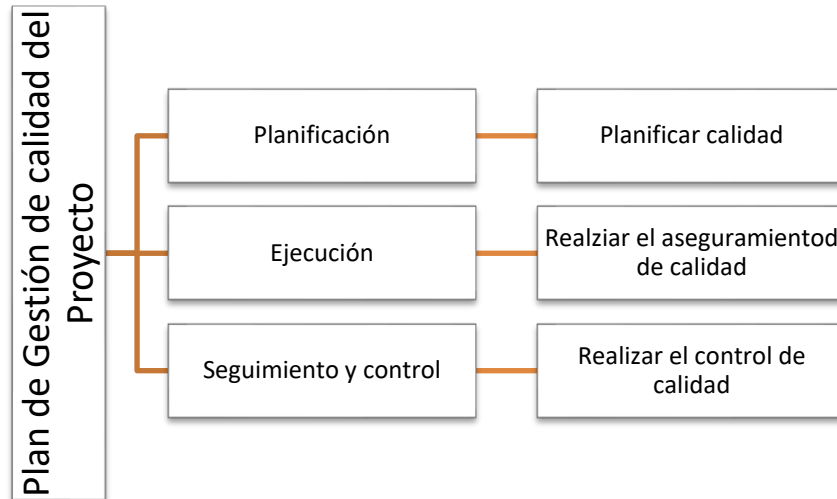 Plan de Gestión de calidad del
Proyecto
Planificación
Planificar calidad
Ejecución
Realziar el aseguramientod
de calidad
Seguimiento y control
Realizar el control de
calidad